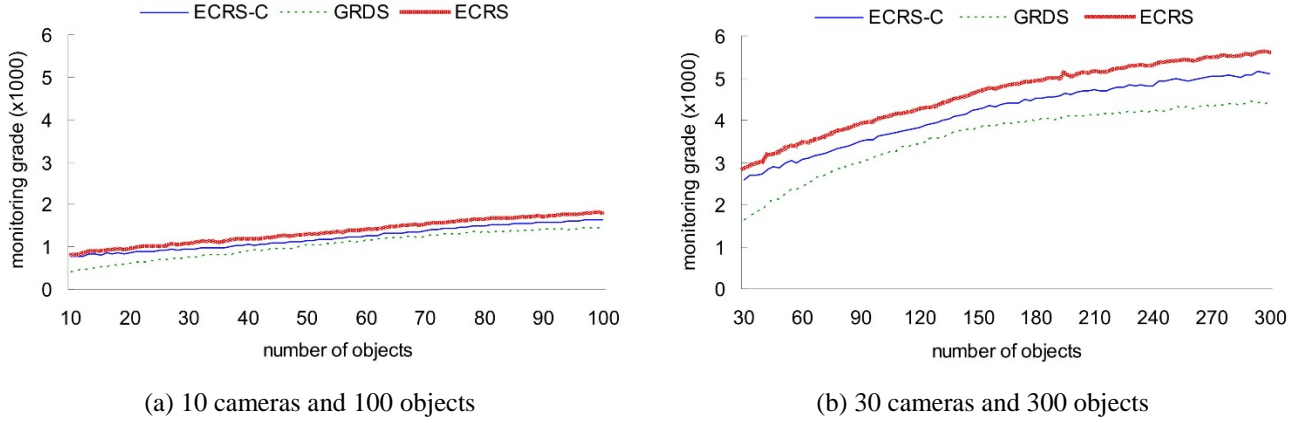 ECRS-C GRDS ECRS
monitoring grade (x1000)
6
5
4
3
2
1
0
10 20 30 40 50 60 70 80 90 100
number of objects
(a) 10 cameras and 100 objects
ECRS-C GRDS ECRS
monitoring grade (x1000)
6
5
4
3
2
1
0
30 60 90 120 150 180 210 240 270 300
number of objects
(b) 30 cameras and 300 objects